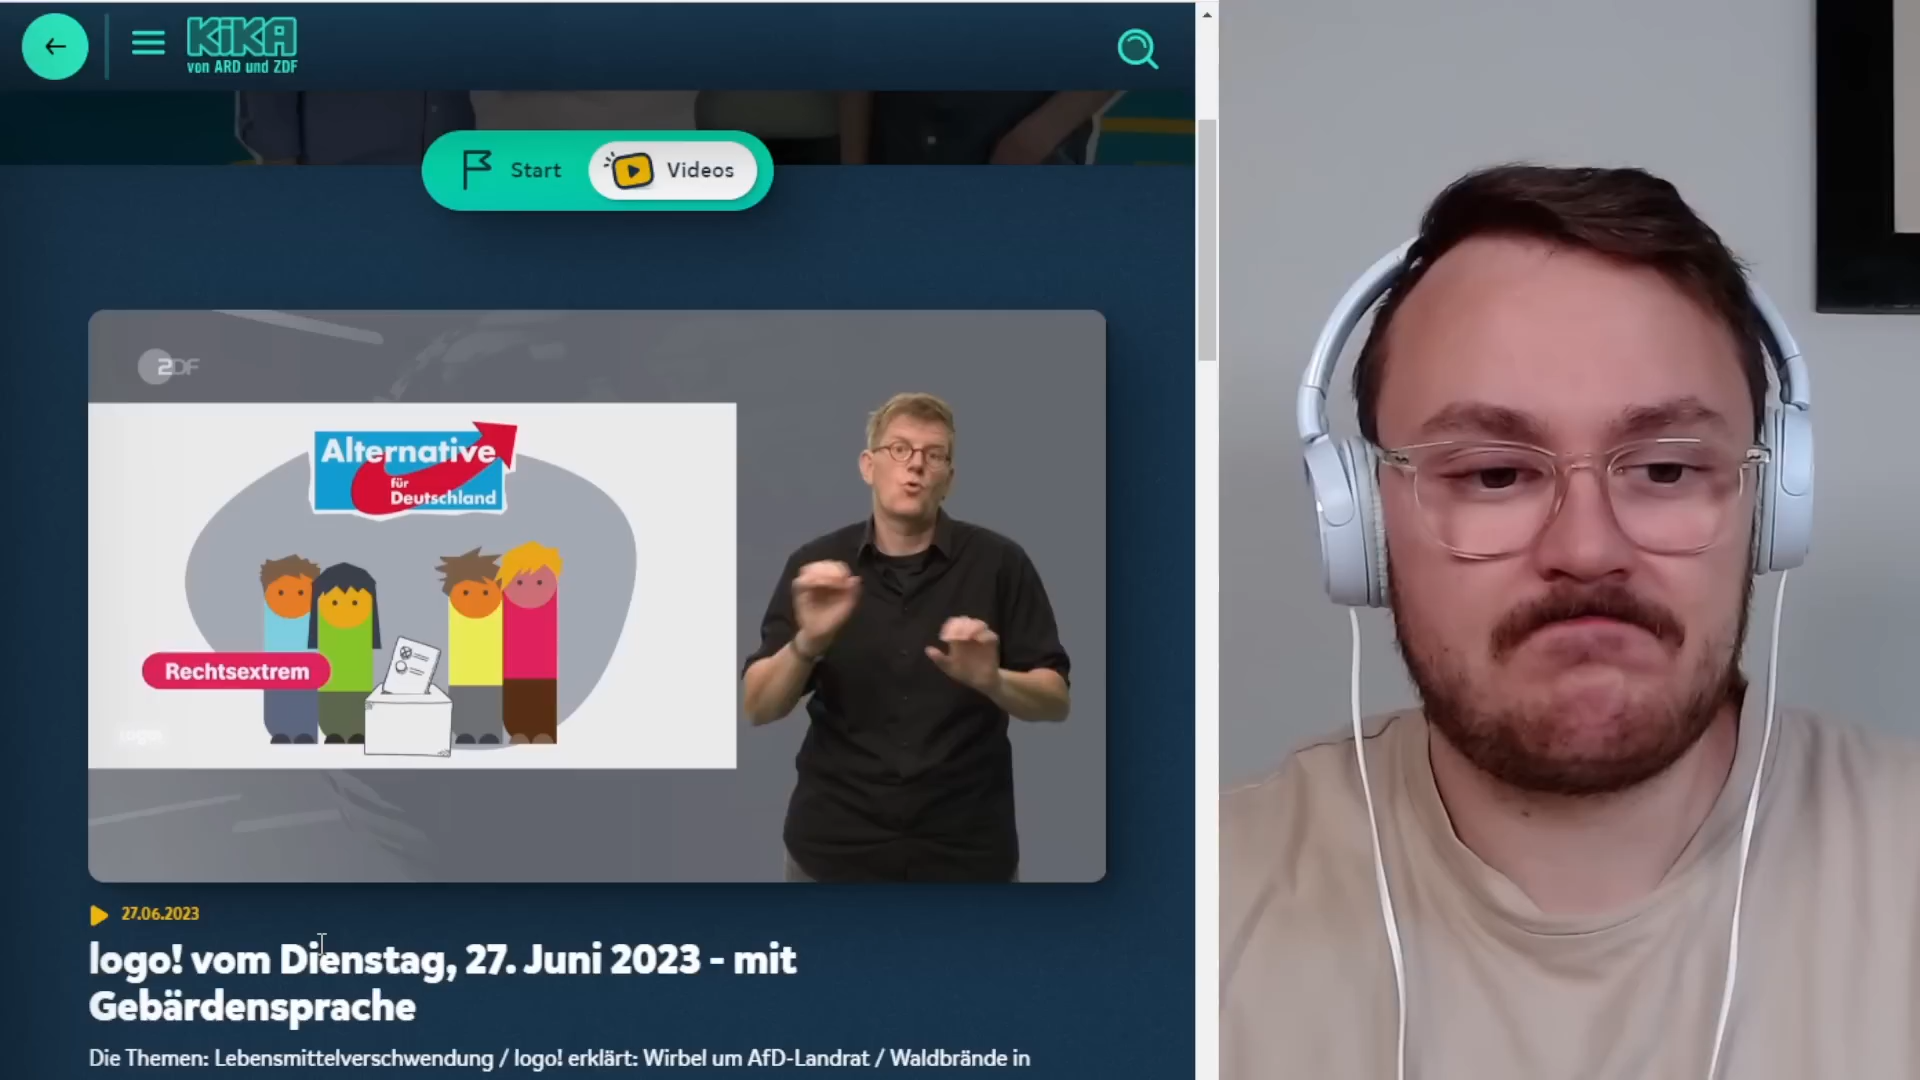 KiKA
von ARD und ZDF
Start
Videos
ZDF
Alternative
für
Deutschland
Rechtsextrem
logo!
27.06.2023
logo! vom Dienstag, 27. Juni 2023 - mit
Gebärdensprache
Die Themen: Lebensmittelverschwendung / logo! erklärt: Wirbel um AfD-Landrat / Waldbrände in